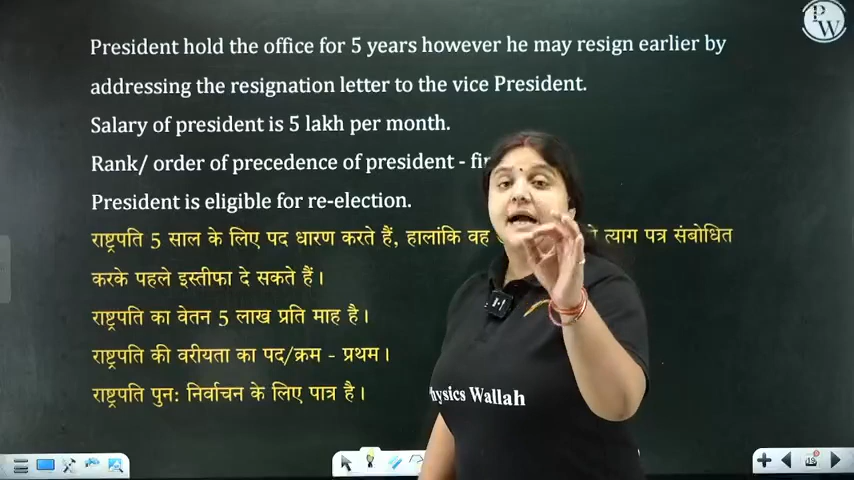 P
W
President hold the office for 5 years however he may resign earlier by
addressing the resignation letter to the vice President.
Salary of president is 5 lakh per month.
Rank/ order of precedence of president -
President is eligible for re-election.
राष्ट्रपति 5 साल के लिए पद धारण करते हैं, हालांकि वह त्याग पत्र संबोधित
करके पहले इस्तीफा दे सकते हैं।
राष्ट्रपति का वेतन 5 लाख प्रति माह है।
राष्ट्रपति की वरीयता का पद/क्रम - प्रथम।
राष्ट्रपति पुनः निर्वाचन के लिए पात्र है।
Physics Wallah